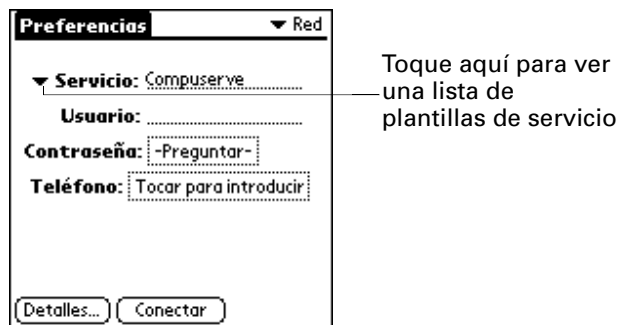 Preferencias
Red
Servicio: Compuserve
Usuario:
Contraseña: -Preguntar-
Teléfono: Tocar para introducir
Detalles...
Conectar
Toque aquí para ver
una lista de
plantillas de servicio